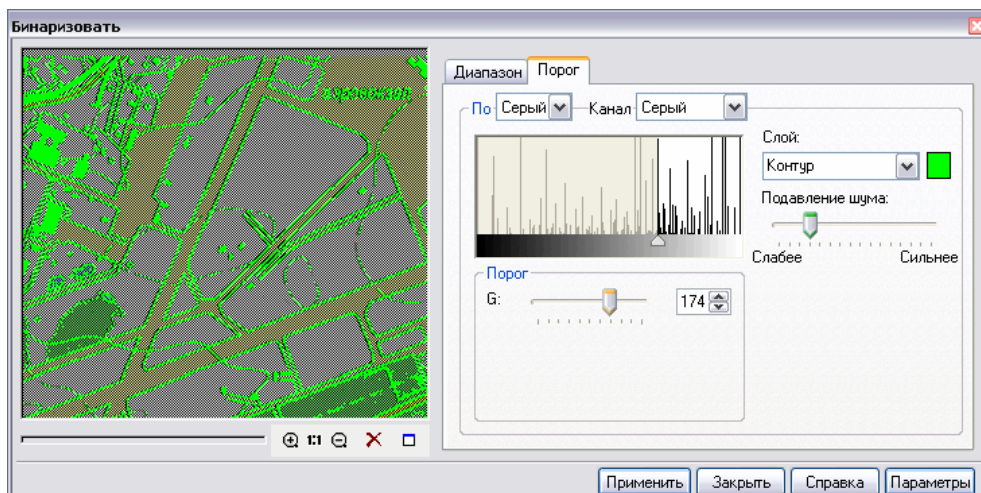 Бинаризовать
Диапазон Порог
По Серый Канал Серый
Слой:
Контур
Подавление шума:
Слабее Сильнее
Порог
G: 174
1:1
Применить Закрыть Справка Параметры